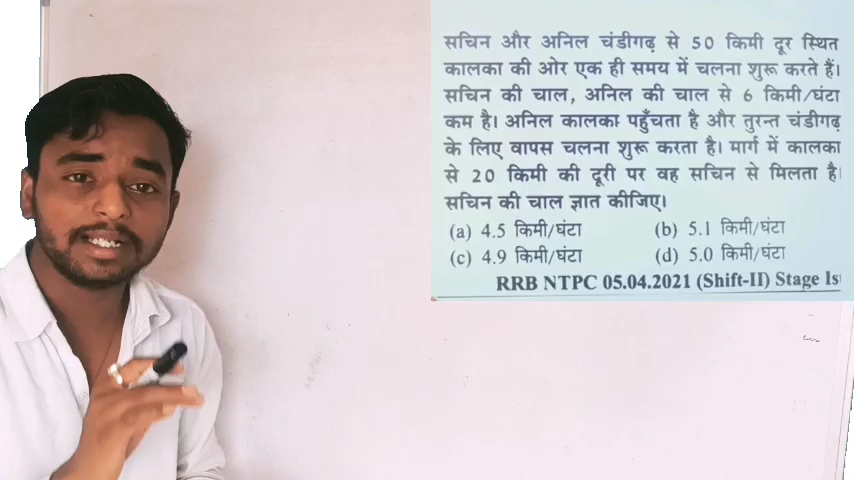 सचिन और अनिल चंडीगढ़ से 50 किमी दूर स्थित
कालका की ओर एक ही समय में चलना शुरू करते हैं।
सचिन की चाल, अनिल की चाल से 6 किमी/घंटा
कम है। अनिल कालका पहुँचता है और तुरन्त चंडीगढ़
के लिए वापस चलना शुरू करता है। मार्ग में कालका
से 20 किमी की दूरी पर वह सचिन से मिलता है।
सचिन की चाल ज्ञात कीजिए।
(a) 4.5 किमी/घंटा (b) 5.1 किमी/घंटा
(c) 4.9 किमी/घंटा (d) 5.0 किमी/घंटा
RRB NTPC 05.04.2021 (Shift-II) Stage Is